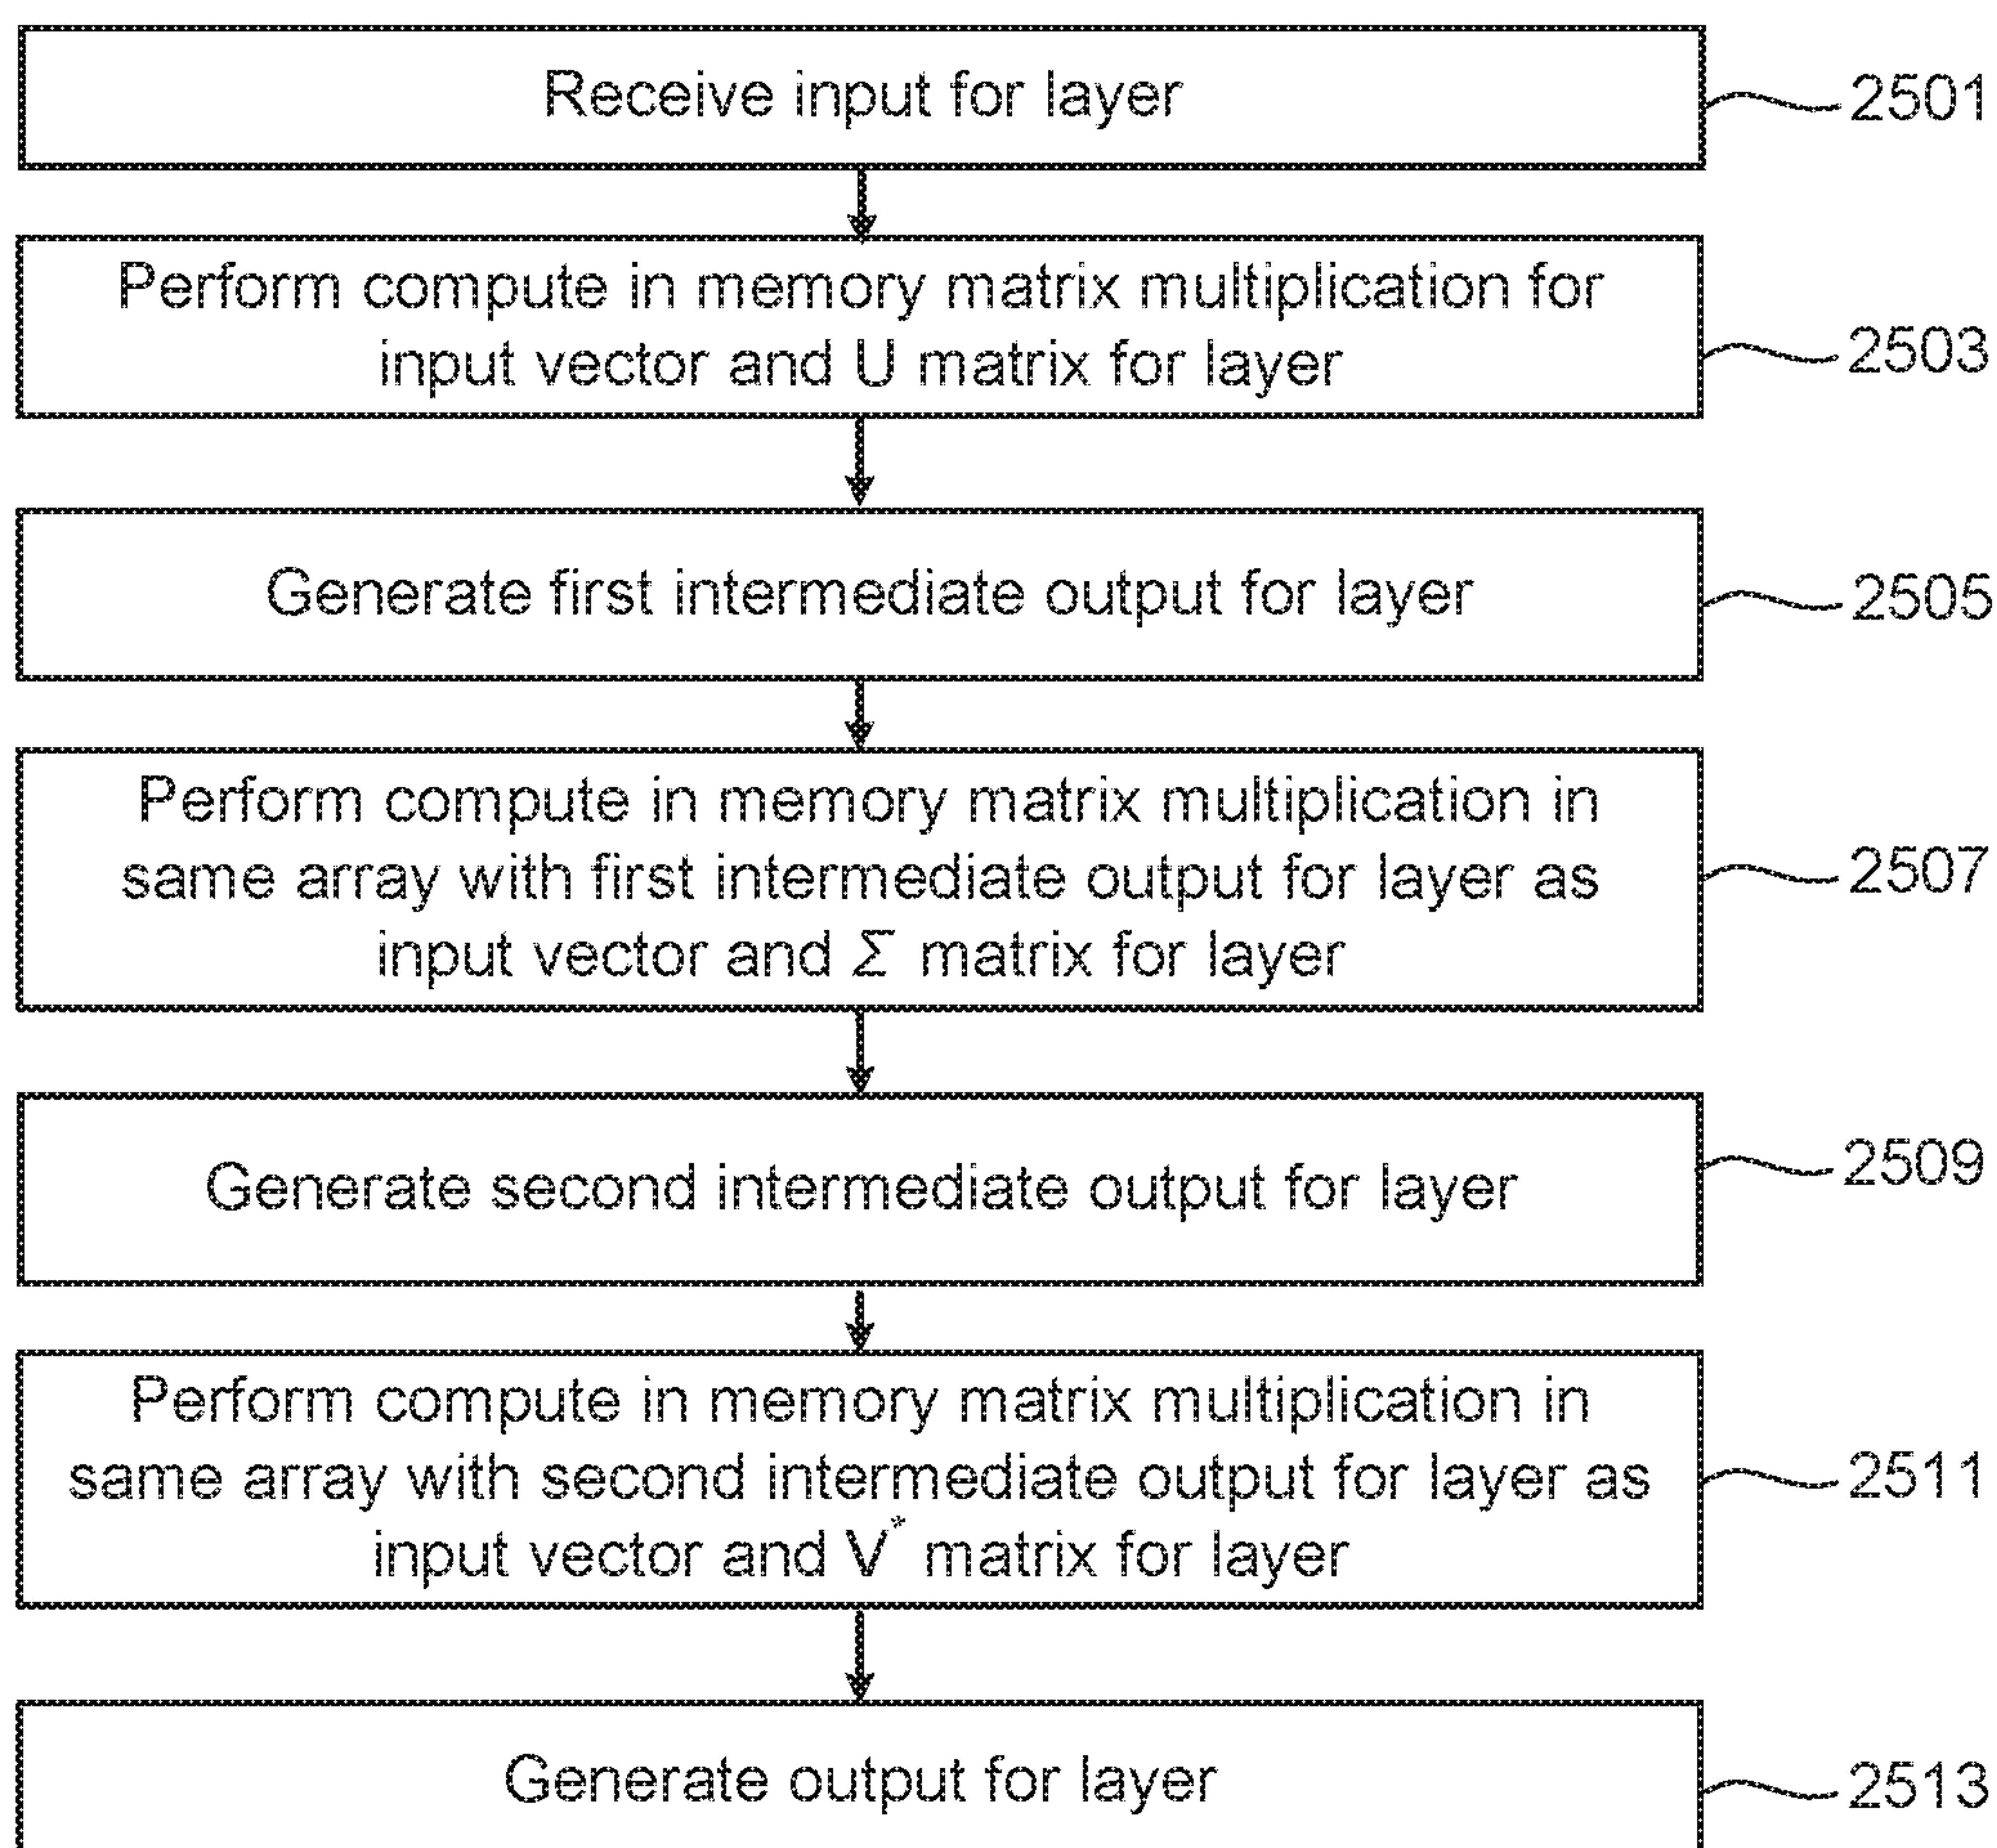 Receive input for layer
2501
Perform compute in memory matrix multiplication for
input vector and U matrix for layer
2503
Generate first intermediate output for layer
2505
Perform compute in memory matrix multiplication in
same array with first intermediate output for layer as
input vector and Σ matrix for layer
2507
Generate second intermediate output for layer
2509
Perform compute in memory matrix multiplication in
same array with second intermediate output for layer as
input vector and V* matrix for layer
2511
Generate output for layer
2513